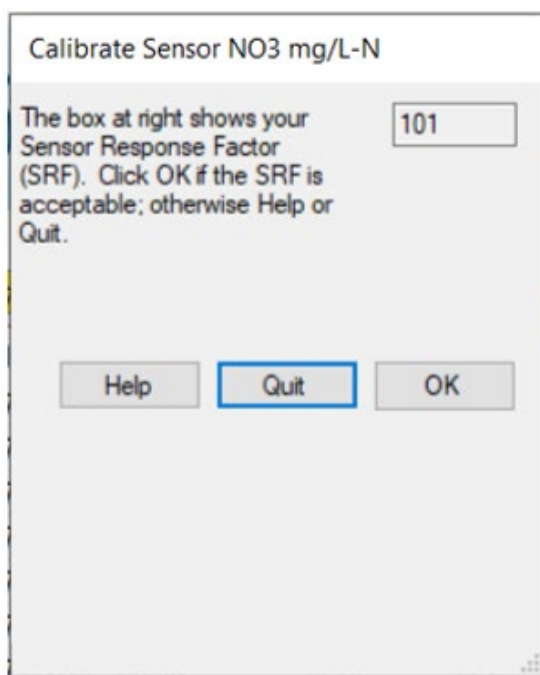 Calibrate Sensor NO3 mg/L-N
The box at right shows your
Sensor Response Factor
(SRF).  Click OK if the SRF is
acceptable; otherwise Help or
Quit.
101
Help
Quit
OK